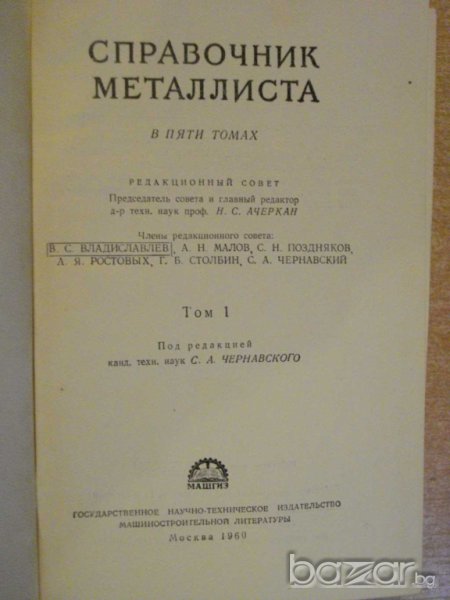 СПРАВОЧНИК
МЕТАЛЛИСТА
В ПЯТИ ТОМАХ
РЕДАКЦИОННЫЙ СОВЕТ
Председатель совета и главный редактор
д-р техн. наук проф. Н. С. АЧЕРКАН
Члены редакционного совета:
В. С. ВЛАДИСЛАВЛЕВ, А. Н. МАЛОВ, С. Н. ПОЗДНЯКОВ,
А. Я. РОСТОВЫХ, Г. Б. СТОЛБИН, С. А. ЧЕРНАВСКИЙ
Том 1
Под редакцией
канд. техн. наук С. А. ЧЕРНАВСКОГО
МАШГИЗ
ГОСУДАРСТВЕННОЕ НАУЧНО-ТЕХНИЧЕСКОЕ ИЗДАТЕЛЬСТВО
МАШИНОСТРОИТЕЛЬНОЙ ЛИТЕРАТУРЫ
Москва 1960
bazar.bg